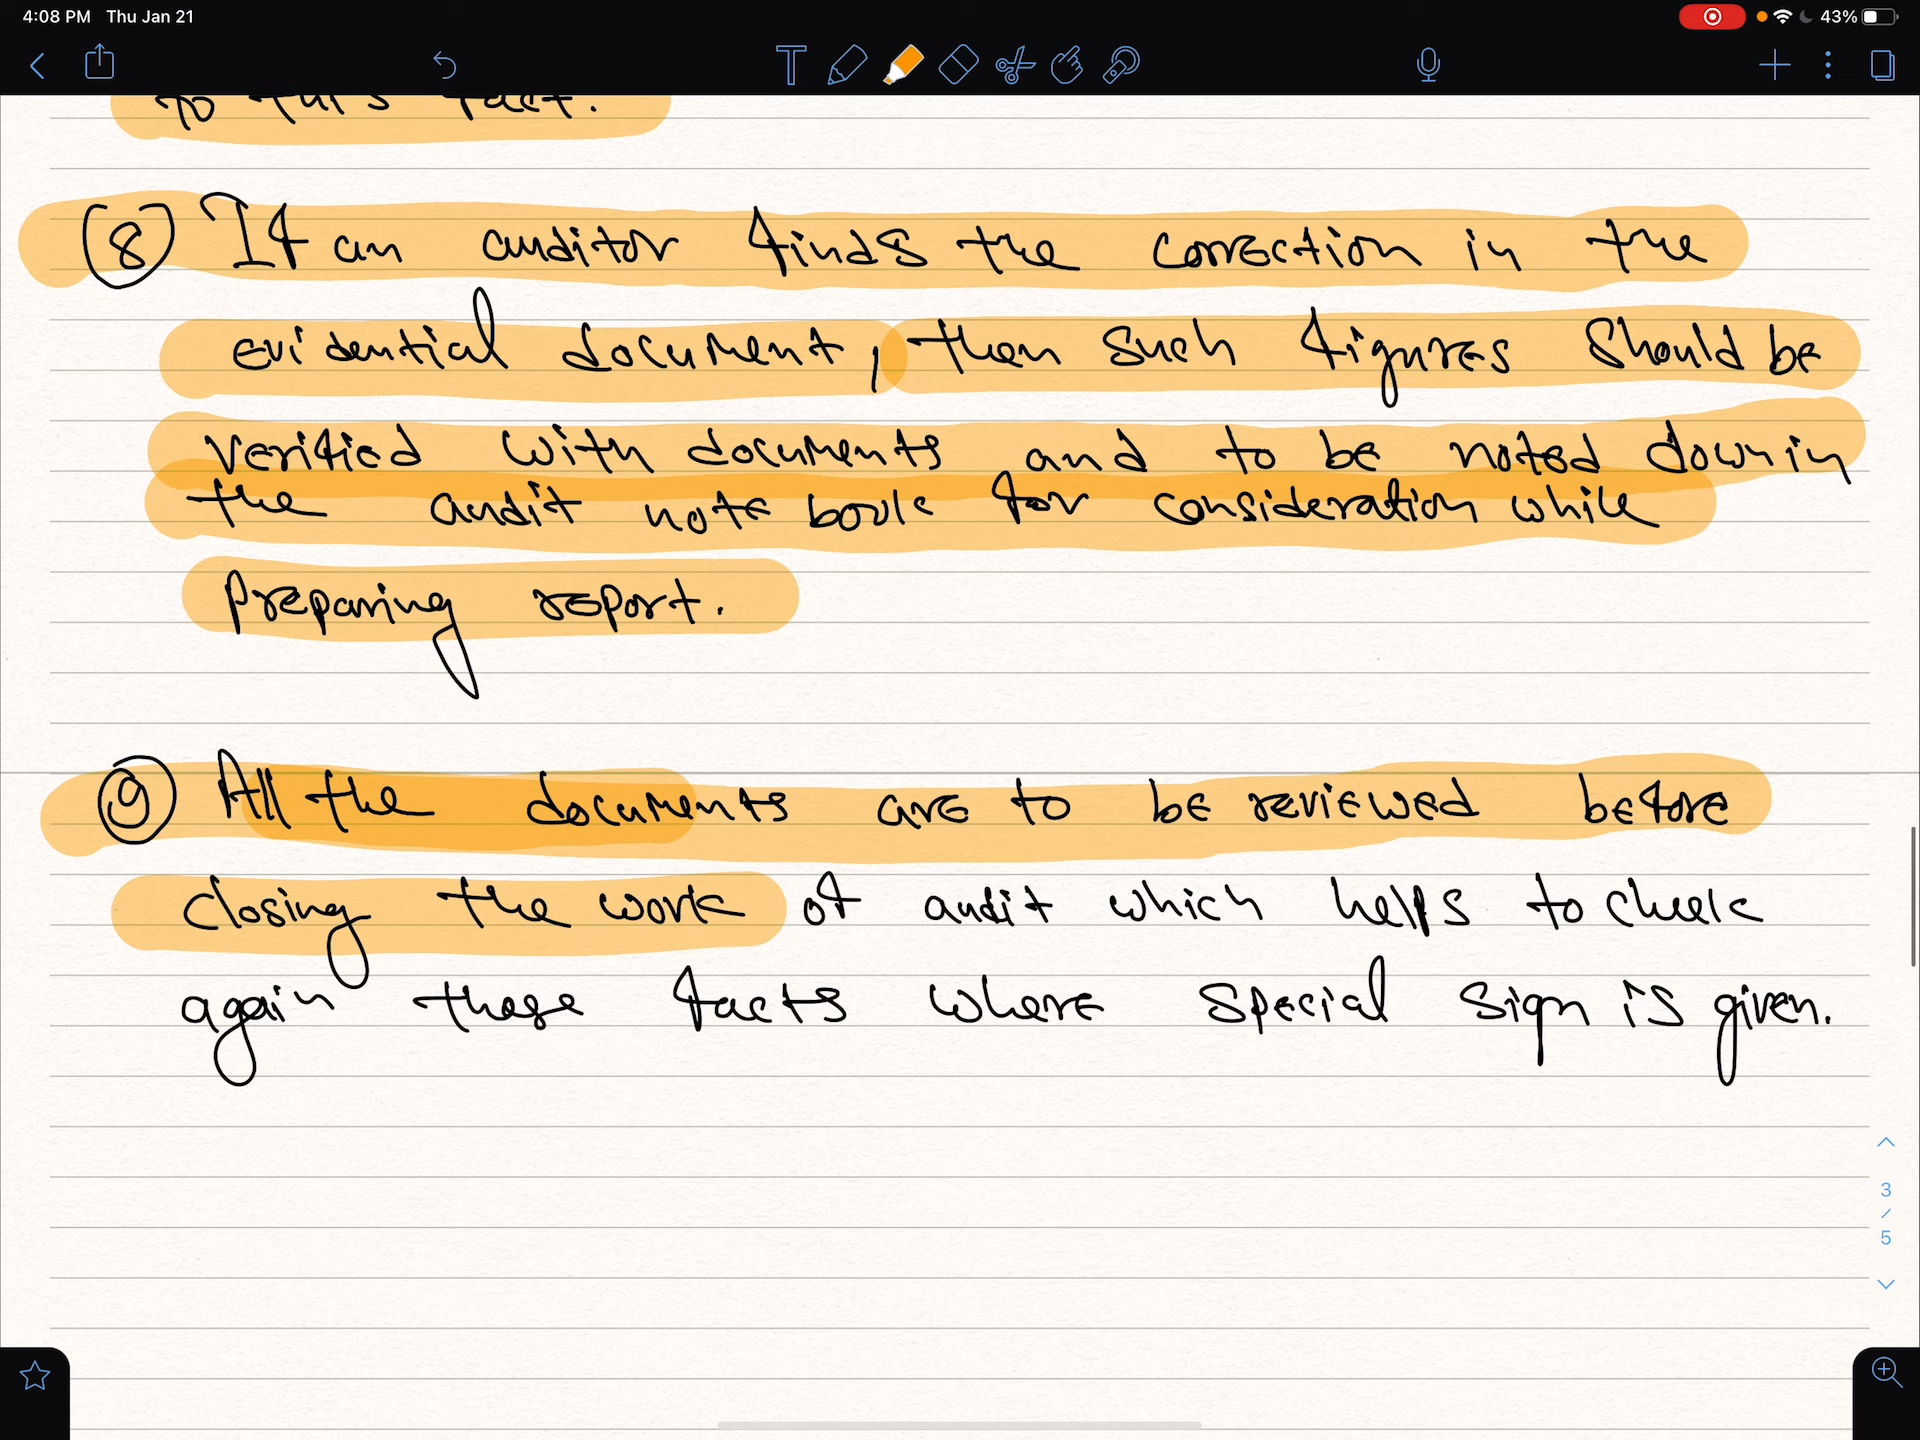 4:08 PM Thu Jan 21
43%
to this fact.
(8) If an auditor finds the correction in the
evidential document, then such figures should be
verified with documents and to be noted down in
the audit note book for consideration while
preparing report.
(9) All the documents are to be reviewed before
closing the work of audit which helps to check
again those facts where special sign is given.
3
/
5